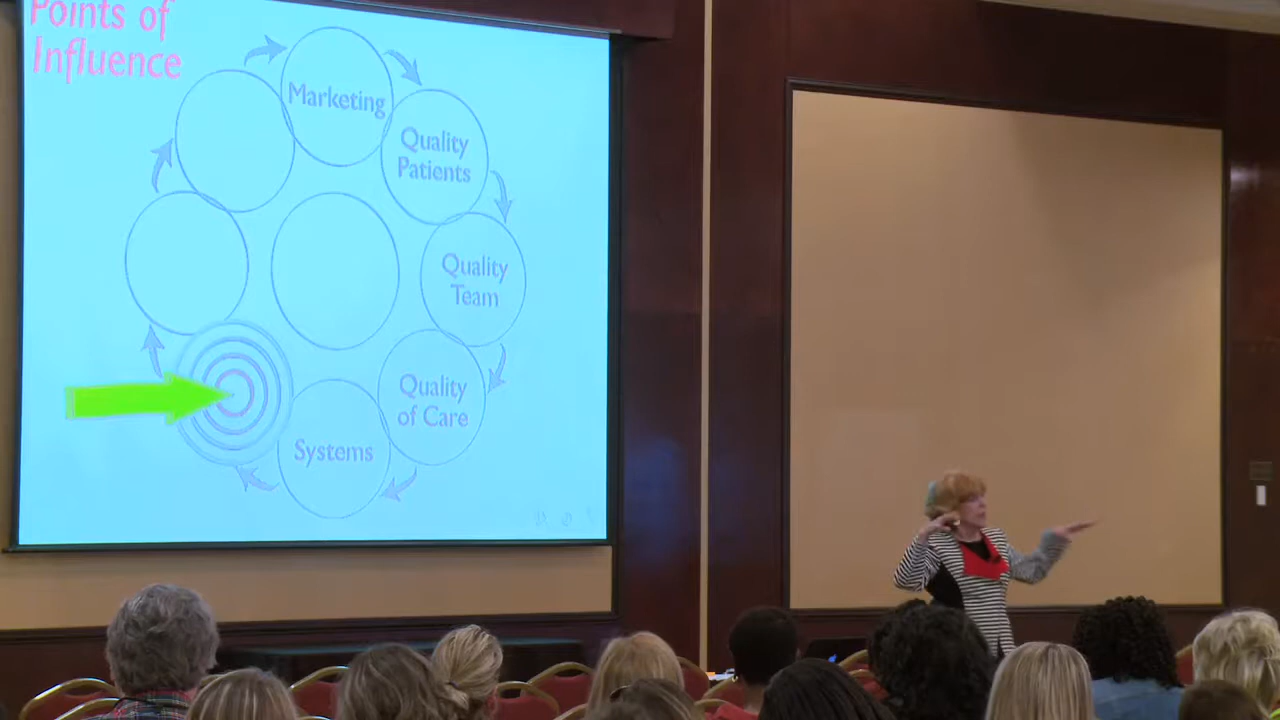 Points of
Influence
Marketing
Quality
Patients
Quality
Team
Quality
of Care
Systems